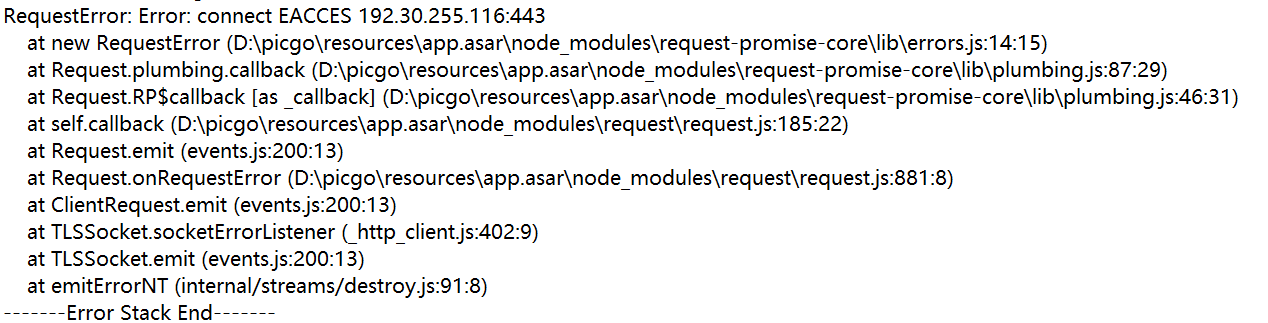 RequestError: Error: connect EACCES 192.30.255.116:443
at new RequestError (D:\picgo\resources\app.asar\node_modules\request-promise-core\lib\errors.js:14:15)
at Request.plumbing.callback (D:\picgo\resources\app.asar\node_modules\request-promise-core\lib\plumbing.js:87:29)
at Request.RP$callback [as _callback] (D:\picgo\resources\app.asar\node_modules\request-promise-core\lib\plumbing.js:46:31)
at self.callback (D:\picgo\resources\app.asar\node_modules\request\request.js:185:22)
at Request.emit (events.js:200:13)
at Request.onRequestError (D:\picgo\resources\app.asar\node_modules\request\request.js:881:8)
at ClientRequest.emit (events.js:200:13)
at TLSSocket.socketErrorListener (_http_client.js:402:9)
at TLSSocket.emit (events.js:200:13)
at emitErrorNT (internal/streams/destroy.js:91:8)
-------Error Stack End-------